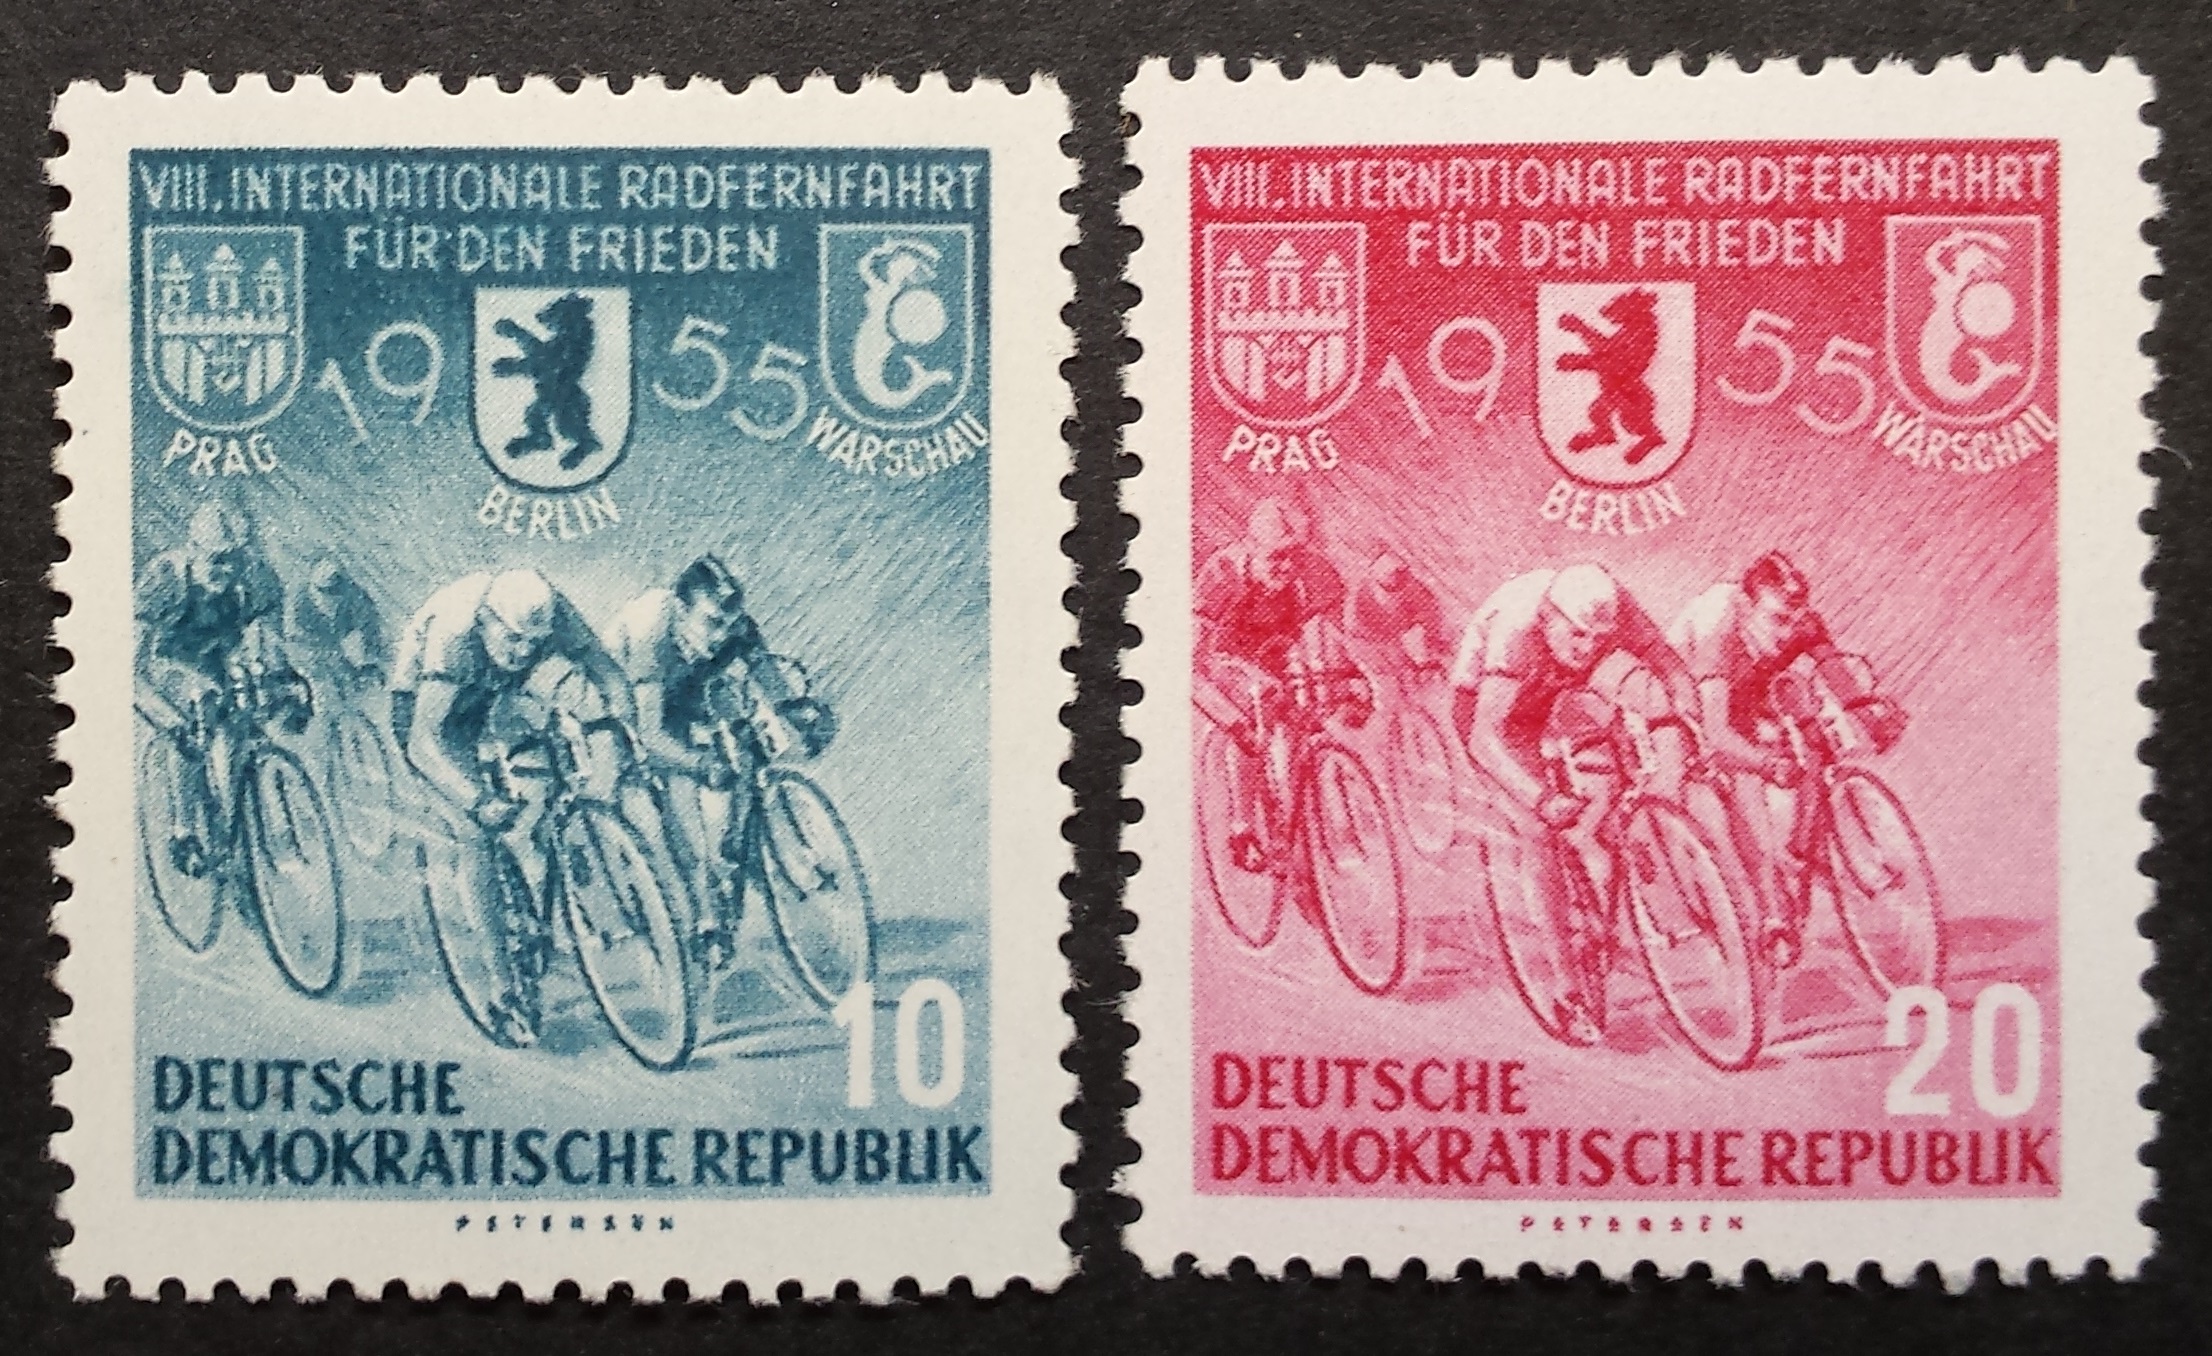 VIII. INTERNATIONALE RADFERNFAHRT
FÜR DEN FRIEDEN
1955
PRAG
BERLIN
WARSCHAU
10
DEUTSCHE
DEMOKRATISCHE REPUBLIK
PETERSEN
VIII. INTERNATIONALE RADFERNFAHRT
FÜR DEN FRIEDEN
1955
PRAG
BERLIN
WARSCHAU
20
DEUTSCHE
DEMOKRATISCHE REPUBLIK
PETERSEN